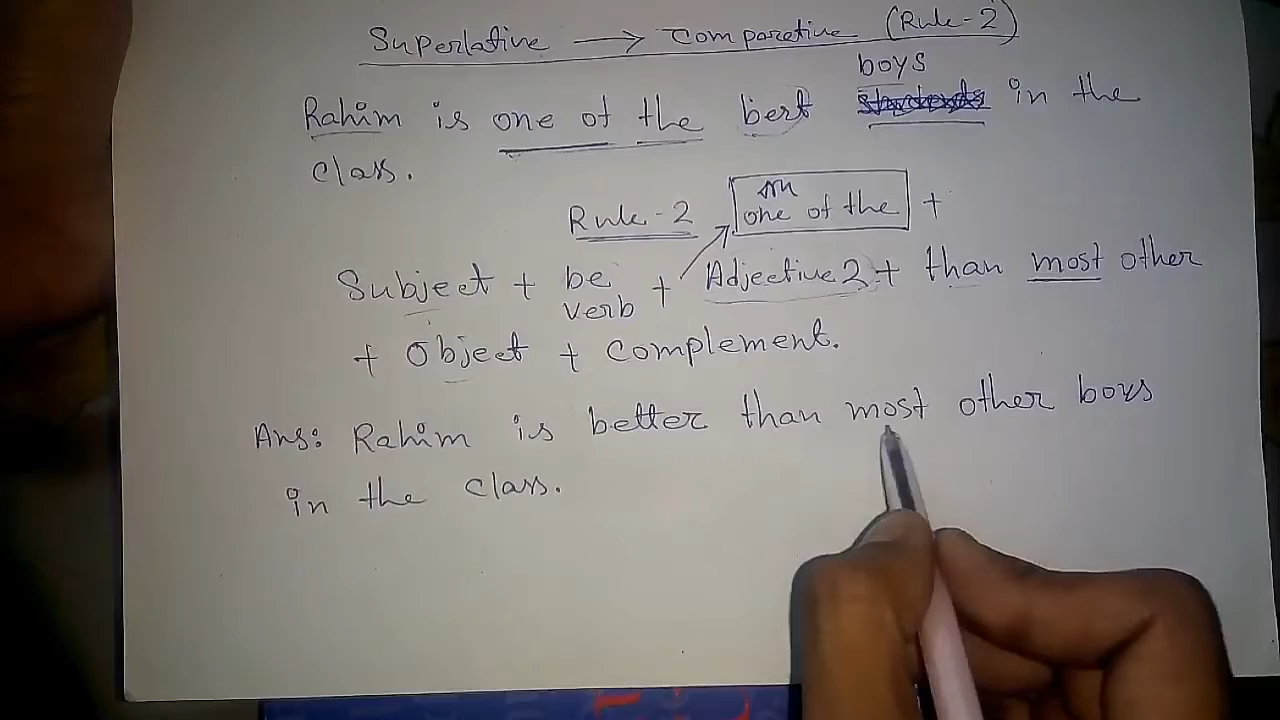 Superlative → Comparative (Rule-2)
boys
Rahim is one of the best in the
class.
Rule-2 one of the +
Subject + be verb + Adjective 2 + than most other
+ Object + Complement.
Ans: Rahim is better than most other boys
in the class.